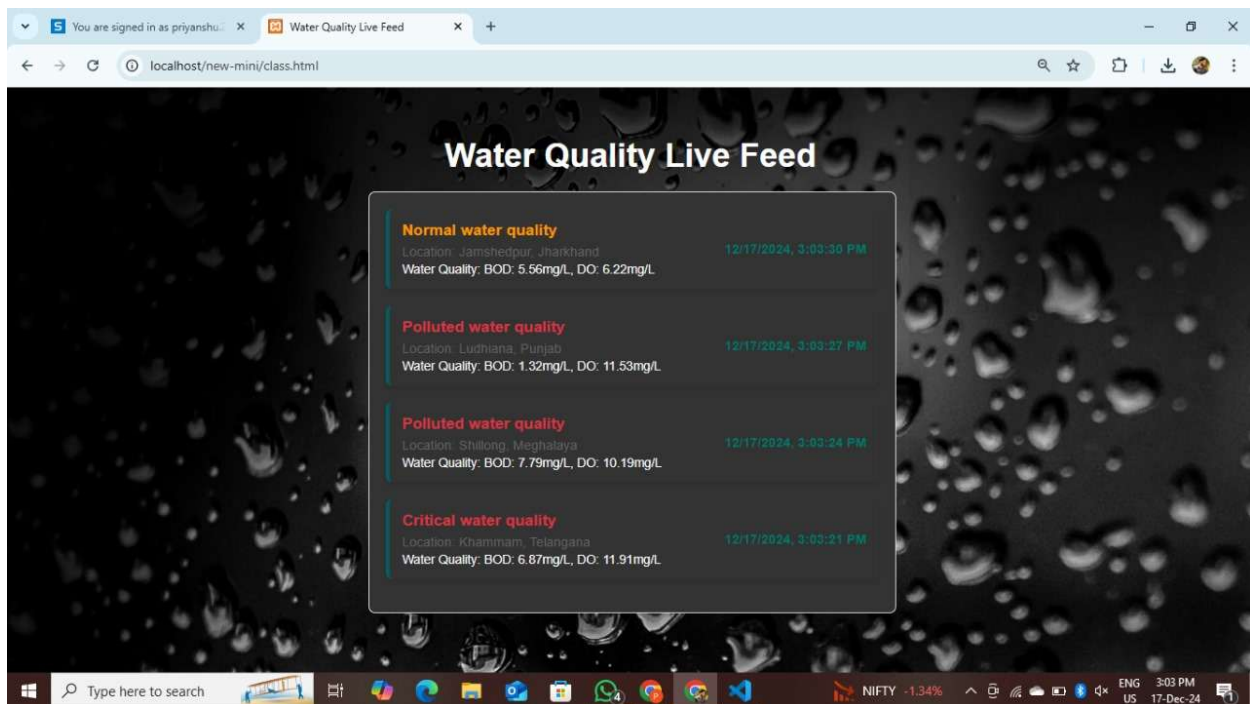 You are signed in as priyanshu.
Water Quality Live Feed
localhost/new-mini/class.html
Water Quality Live Feed
Normal water quality
Location: Jamshedpur, Jharkhand
Water Quality: BOD: 5.56mg/L, DO: 6.22mg/L
12/17/2024, 3:03:30 PM
Polluted water quality
Location: Ludhiana, Punjab
Water Quality: BOD: 1.32mg/L, DO: 11.53mg/L
12/17/2024, 3:03:27 PM
Polluted water quality
Location: Shillong, Meghalaya
Water Quality: BOD: 7.79mg/L, DO: 10.19mg/L
12/17/2024, 3:03:24 PM
Critical water quality
Location: Khammam, Telangana
Water Quality: BOD: 6.87mg/L, DO: 11.91mg/L
12/17/2024, 3:03:21 PM
Type here to search
NIFTY -1.34%
ENG
US
3:03 PM
17-Dec-24